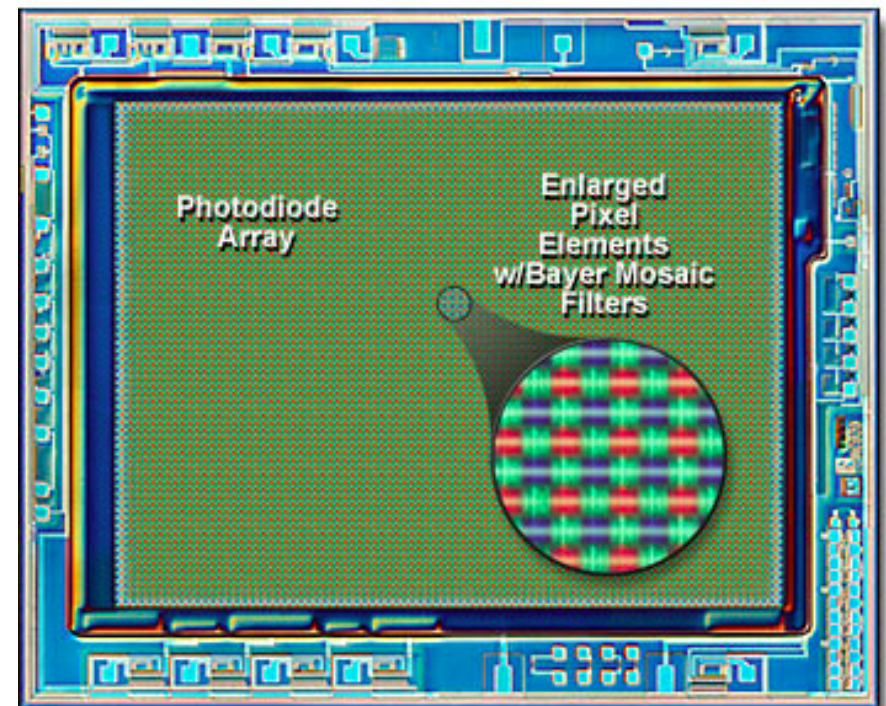 Photodiode
Array
Enlarged
Pixel
Elements
w/Bayer Mosaic
Filters